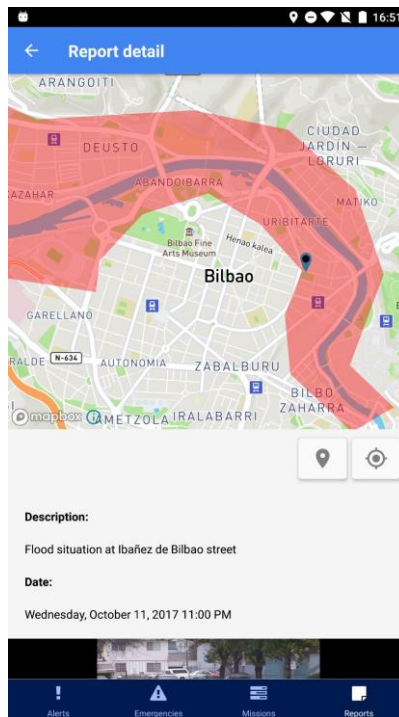 16:51
Report detail
ARANGOITI
CIUDAD
JARDÍN —
LORURI
DEUSTO
ABANDOIBARRA
MATIKO
AZAHAR
URIBITARTE
Henao kalea
Bilbao Fine
Arts Museum
Bilbao
GARELLANO
N-634
RALDE
AUTONOMIA
ZABALBURU
BILBO
ZAHARRA
IRALABARRI
AMETZOLA
mapbox
Description:
Flood situation at Ibañez de Bilbao street
Date:
Wednesday, October 11, 2017 11:00 PM
Alerts
Emergencies
Missions
Reports